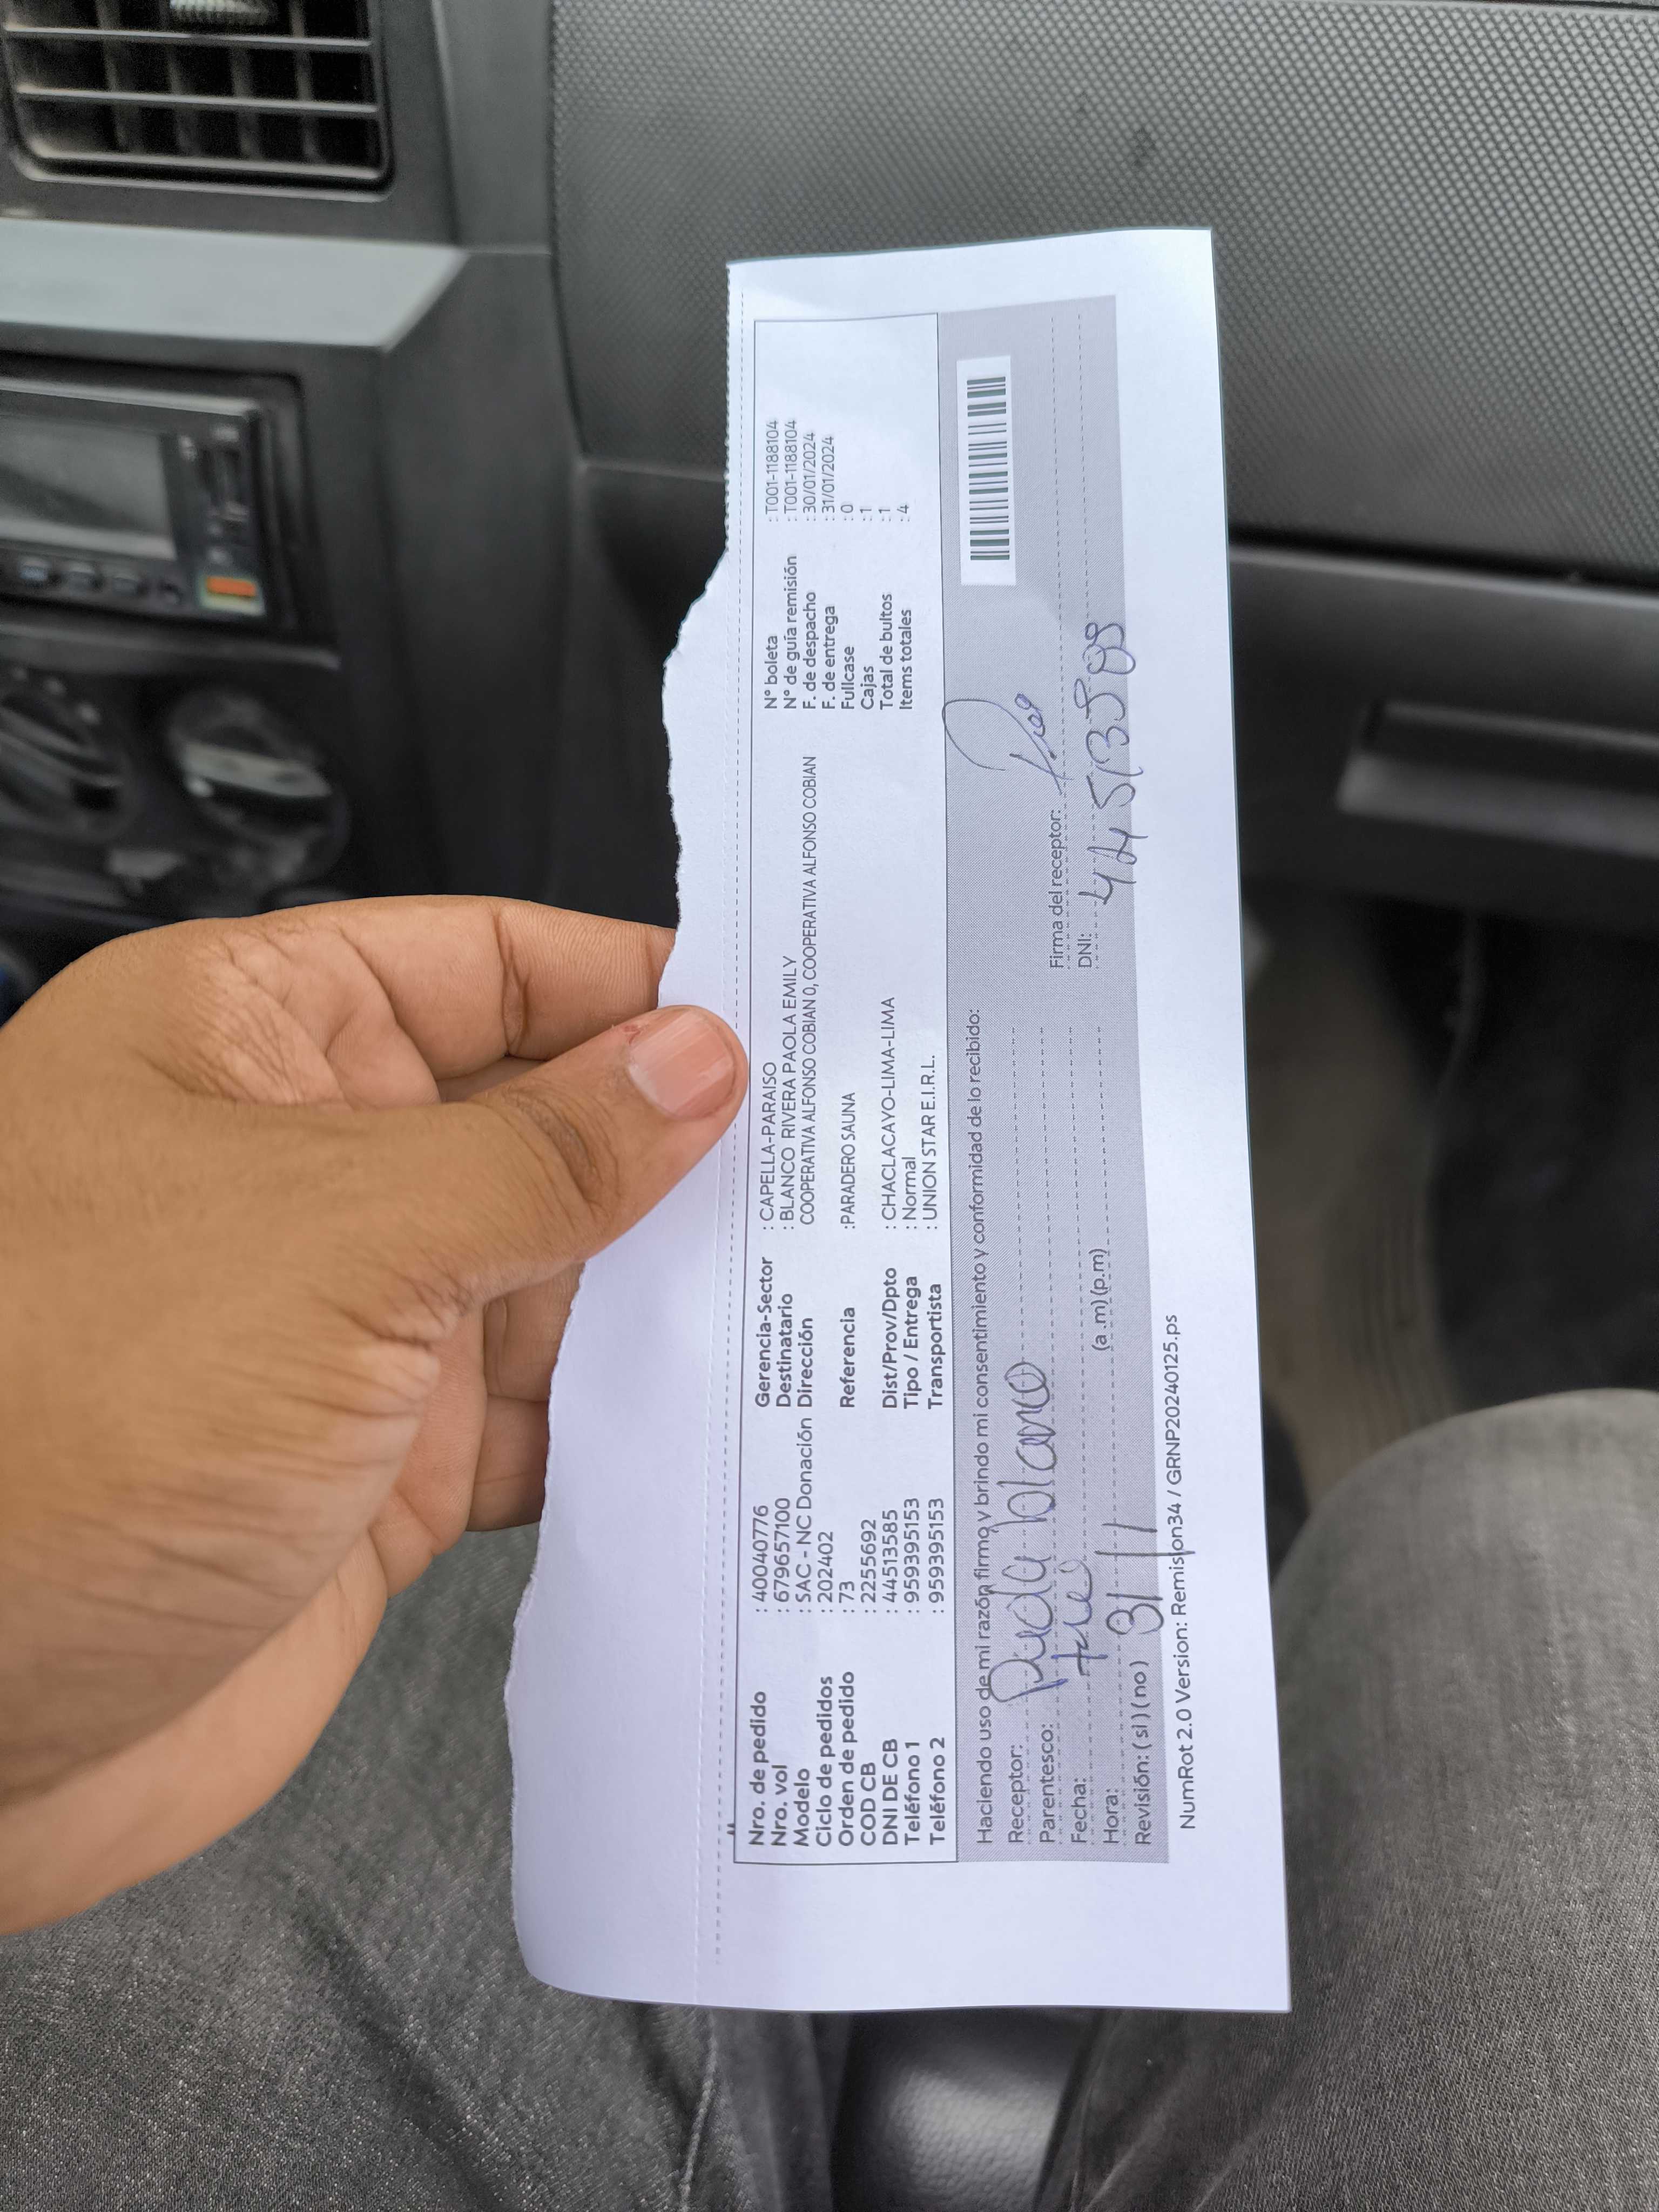 Nro. de pedido : 40040776 Gerencia-Sector : CAPELLA-PARAISO N° boleta : T001-1188104
Nro. vol : 679657100 Destinatario : BLANCO RIVERA PAOLA EMILY N° de guía remisión : T001-1188104
Modelo : SAC - NC Donación Dirección COOPERATIVA ALFONSO COBIAN 0, COOPERATIVA ALFONSO COBIAN F. de despacho : 30/01/2024
Ciclo de pedidos : 202402 F. de entrega : 31/01/2024
Orden de pedido : 73 Referencia :PARADERO SAUNA Fullcase : 0
COD CB : 2255692 Cajas : 1
DNI DE CB : 44513585 Dist/Prov/Dpto : CHACLACAYO-LIMA-LIMA Total de bultos : 1
Teléfono 1 : 959395153 Tipo / Entrega : Normal Items totales : 4
Teléfono 2 : 959395153 Transportista : UNION STAR E.I.R.L.
Haciendo uso de mi razón firmo y brindo mi consentimiento y conformidad de lo recibido:
Receptor: blanco
Parentesco: Firma del receptor:
Fecha: DNI:
Hora: 31 (a .m) (p.m)
Revisión: ( si ) ( no )
NumRot 2.0 Version: Remision34 / GRNP20240125.ps